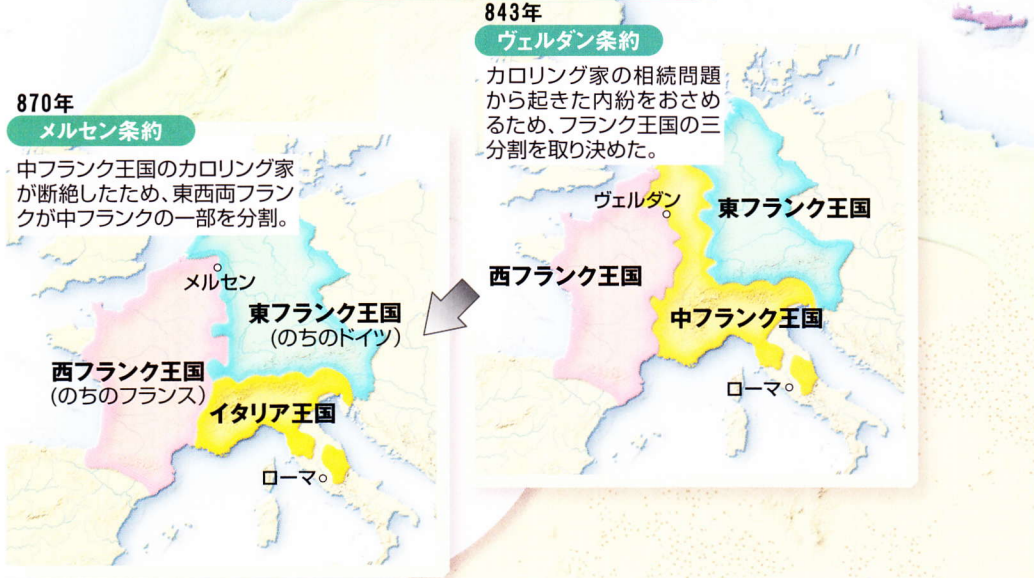 843年
ヴェルダン条約
カロリング家の相続問題
から起きた内紛をおさめ
るため、フランク王国の三
分割を取り決めた。
ヴェルダン
東フランク王国
西フランク王国
中フランク王国
ローマ
870年
メルセン条約
中フランク王国のカロリング家
が断絶したため、東西両フラン
クが中フランクの一部を分割。
メルセン
東フランク王国
(のちのドイツ)
西フランク王国
(のちのフランス)
イタリア王国
ローマ